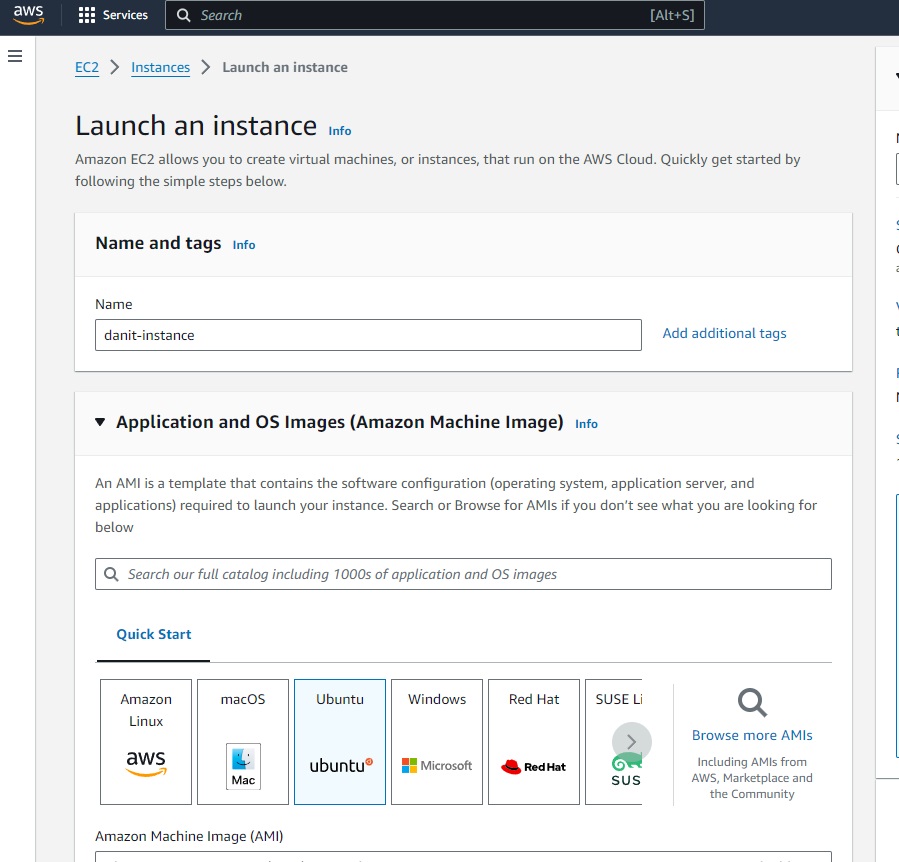 aws
Services
Search
[Alt+S]
EC2
Instances
Launch an instance
Launch an instance Info
Amazon EC2 allows you to create virtual machines, or instances, that run on the AWS Cloud. Quickly get started by
following the simple steps below.
Name and tags Info
Name
danit-instance
Add additional tags
Application and OS Images (Amazon Machine Image) Info
An AMI is a template that contains the software configuration (operating system, application server, and
applications) required to launch your instance. Search or Browse for AMIs if you don’t see what you are looking for
below
Search our full catalog including 1000s of application and OS images
Quick Start
Amazon
Linux
aws
macOS
Mac
Ubuntu
ubuntu
Windows
Microsoft
Red Hat
Red Hat
SUSE Li
SUS
Browse more AMIs
Including AMIs from
AWS, Marketplace and
the Community
Amazon Machine Image (AMI)